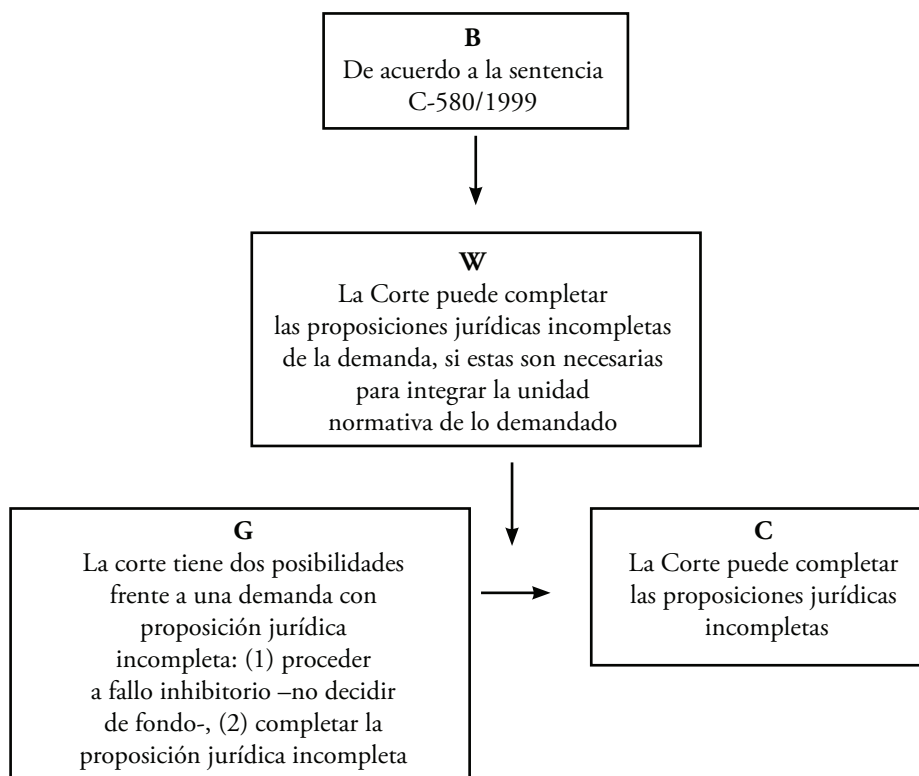 B
De acuerdo a la sentencia
C-580/1999
W
La Corte puede completar
las proposiciones jurídicas incompletas
de la demanda, si estas son necesarias
para integrar la unidad
normativa de lo demandado
G
La corte tiene dos posibilidades
frente a una demanda con
proposición jurídica
incompleta: (1) proceder
a fallo inhibitorio –no decidir
de fondo-, (2) completar la
proposición jurídica incompleta
C
La Corte puede completar
las proposiciones jurídicas
incompletas